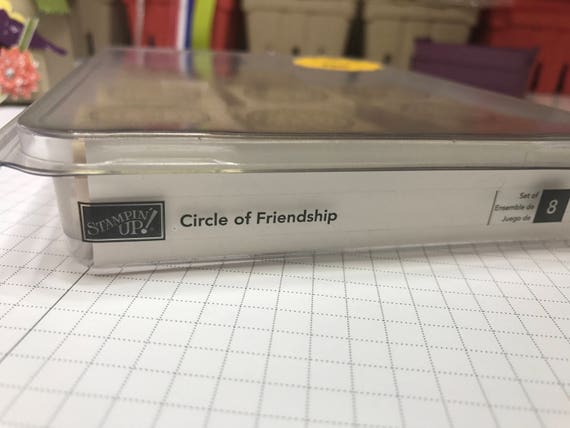 STAMPIN' UP!
Circle of Friendship
Set of
Ensemble de
Juego de
8